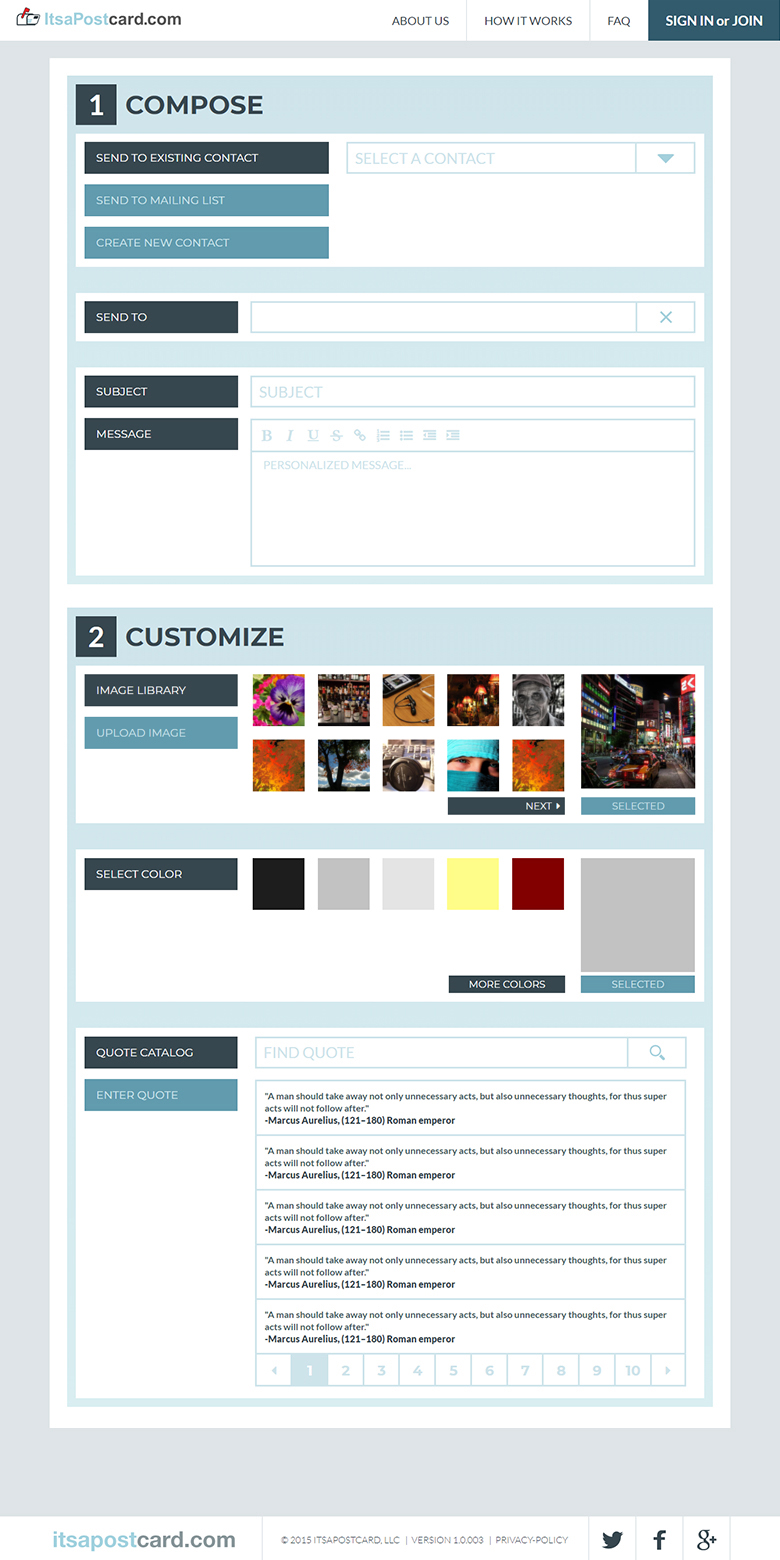 ItsaPostcard.com
ABOUT US
HOW IT WORKS
FAQ
SIGN IN or JOIN
1 COMPOSE
SEND TO EXISTING CONTACT
SELECT A CONTACT
SEND TO MAILING LIST
CREATE NEW CONTACT
SEND TO
SUBJECT
SUBJECT
MESSAGE
B I U S
PERSONALIZED MESSAGE...
2 CUSTOMIZE
IMAGE LIBRARY
UPLOAD IMAGE
NEXT
SELECTED
SELECT COLOR
MORE COLORS
SELECTED
QUOTE CATALOG
FIND QUOTE
ENTER QUOTE
"A man should take away not only unnecessary acts, but also unnecessary thoughts, for thus super
acts will not follow after."
-Marcus Aurelius, (121–180) Roman emperor
"A man should take away not only unnecessary acts, but also unnecessary thoughts, for thus super
acts will not follow after."
-Marcus Aurelius, (121–180) Roman emperor
"A man should take away not only unnecessary acts, but also unnecessary thoughts, for thus super
acts will not follow after."
-Marcus Aurelius, (121–180) Roman emperor
"A man should take away not only unnecessary acts, but also unnecessary thoughts, for thus super
acts will not follow after."
-Marcus Aurelius, (121–180) Roman emperor
"A man should take away not only unnecessary acts, but also unnecessary thoughts, for thus super
acts will not follow after."
-Marcus Aurelius, (121–180) Roman emperor
1 2 3 4 5 6 7 8 9 10
itsapostcard.com
© 2015 ITSAPOSTCARD, LLC | VERSION 1.0.003 | PRIVACY-POLICY